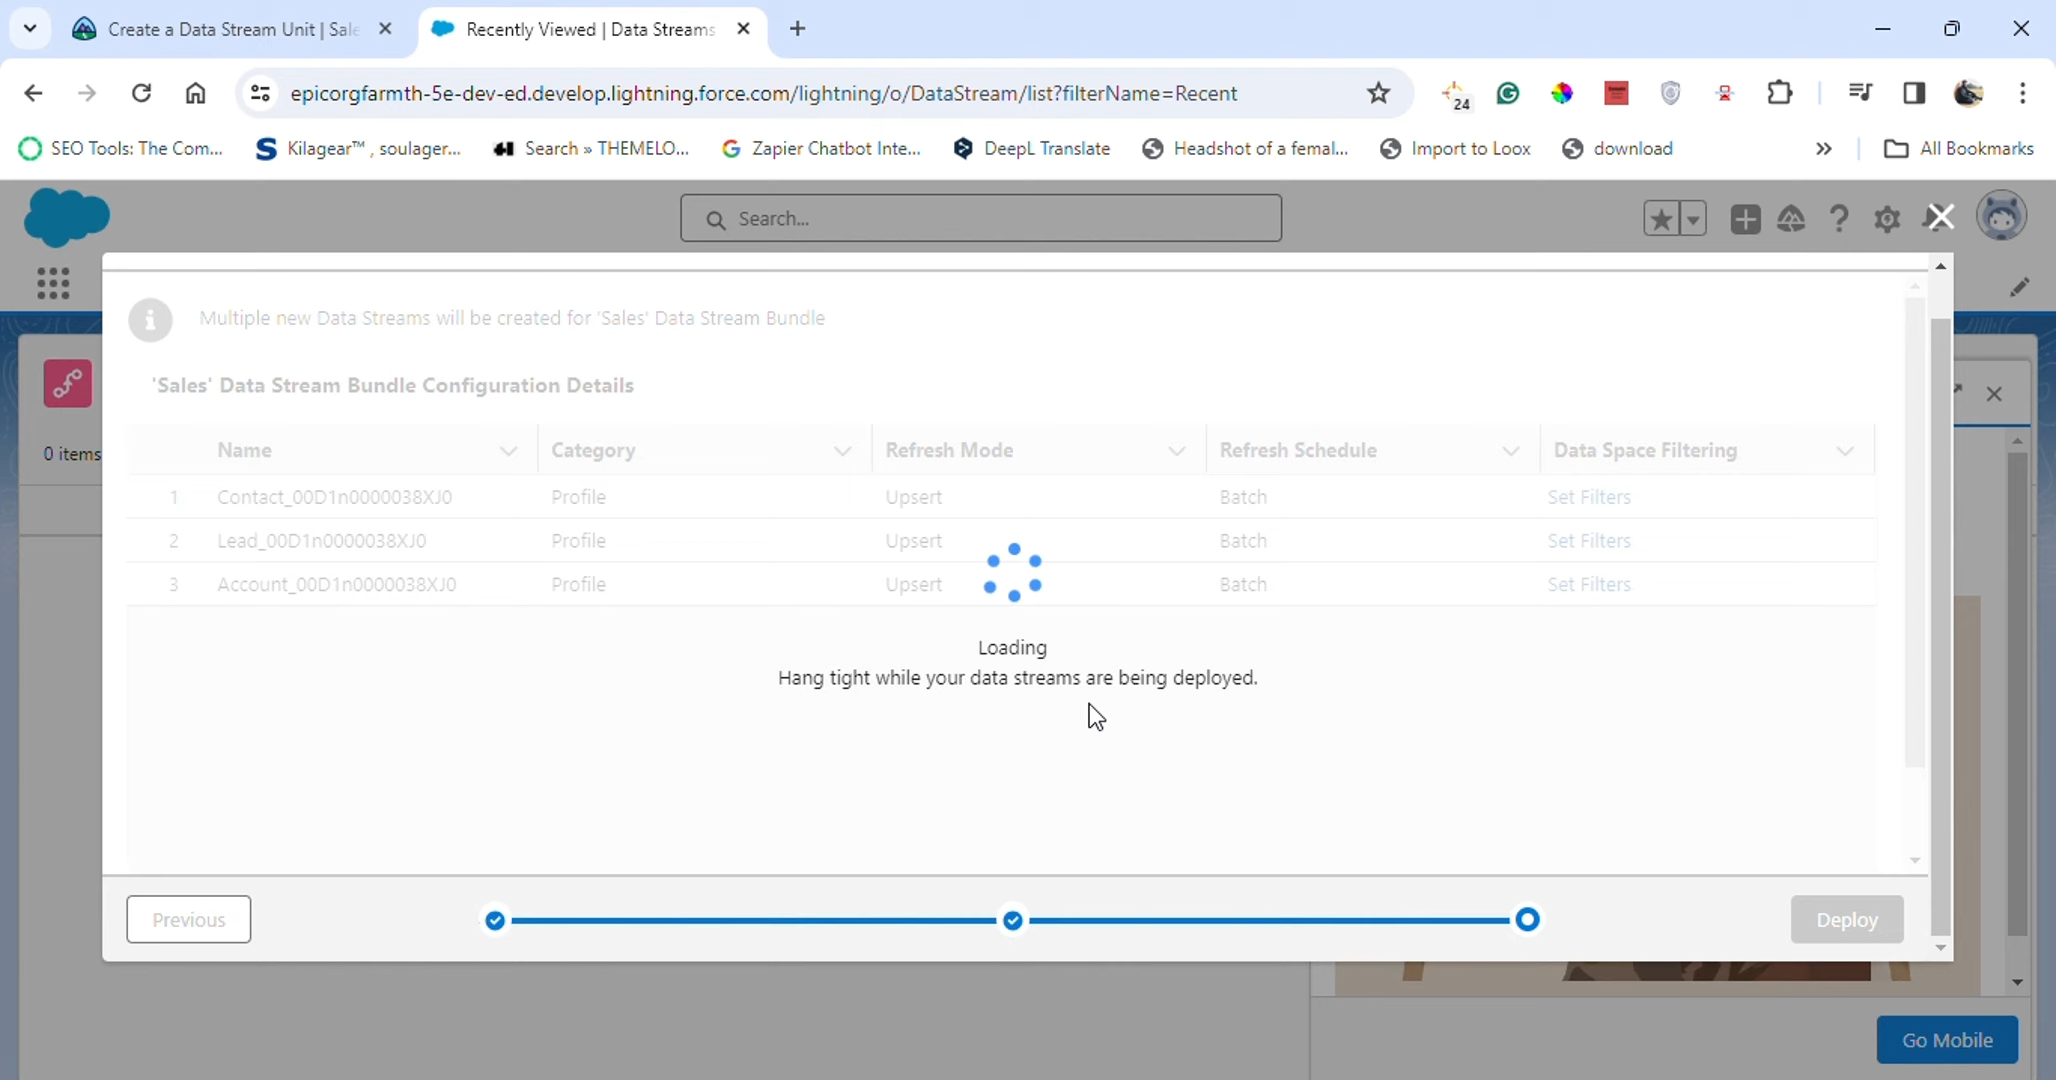 Create a Data Stream Unit | Sale
Recently Viewed | Data Streams
epicorgfarmth-5e-dev-ed.develop.lightning.force.com/lightning/o/DataStream/list?filterName=Recent
24
SEO Tools: The Com...
Kilagear™ , soulager...
Search » THEMELO...
Zapier Chatbot Inte...
DeepL Translate
Headshot of a femal...
Import to Loox
download
»
All Bookmarks
Search...
Multiple new Data Streams will be created for 'Sales' Data Stream Bundle
'Sales' Data Stream Bundle Configuration Details
0 items
Name Category Refresh Mode Refresh Schedule Data Space Filtering
1 Contact_00D1n0000038XJ0 Profile Upsert Batch Set Filters
2 Lead_00D1n0000038XJ0 Profile Upsert Batch Set Filters
3 Account_00D1n0000038XJ0 Profile Upsert Batch Set Filters
Loading
Hang tight while your data streams are being deployed.
Previous
Deploy
Go Mobile